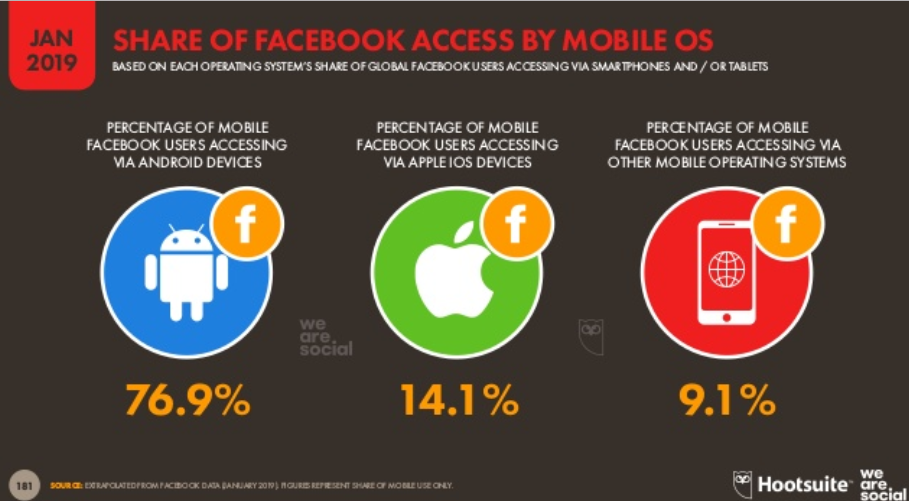 JAN
2019
SHARE OF FACEBOOK ACCESS BY MOBILE OS
BASED ON EACH OPERATING SYSTEM'S SHARE OF GLOBAL FACEBOOK USERS ACCESSING VIA SMARTPHONES AND / OR TABLETS
PERCENTAGE OF MOBILE
FACEBOOK USERS ACCESSING
VIA ANDROID DEVICES
PERCENTAGE OF MOBILE
FACEBOOK USERS ACCESSING
VIA APPLE IOS DEVICES
PERCENTAGE OF MOBILE
FACEBOOK USERS ACCESSING VIA
OTHER MOBILE OPERATING SYSTEMS
f
f
f
we
are
social
76.9%
14.1%
9.1%
181
SOURCE: EXTRAPOLATED FROM FACEBOOK DATA (JANUARY 2019). FIGURES REPRESENT SHARE OF MOBILE USE ONLY.
Hootsuite™
we
are
social